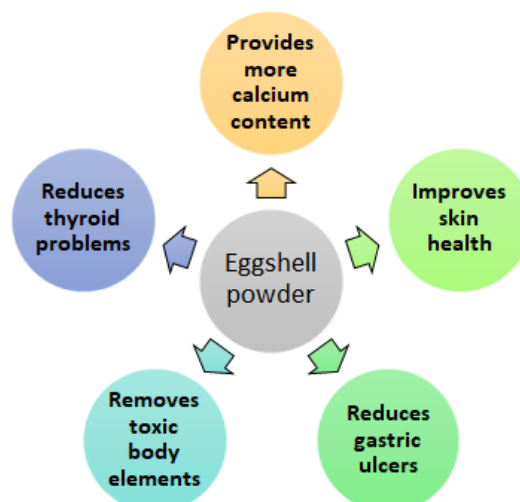 Provides
more
calcium
content
Reduces
thyroid
problems
Improves
skin
health
Eggshell
powder
Removes
toxic
body
elements
Reduces
gastric
ulcers